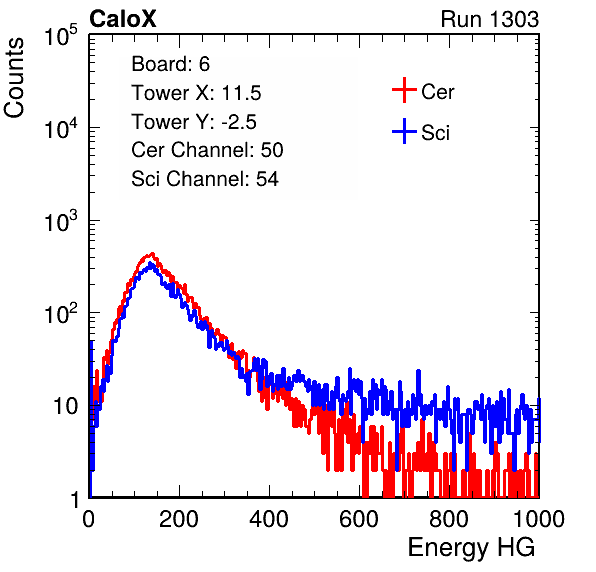 CaloX Run 1303
Counts
10^5
10^4
10^3
10^2
10
1
Board: 6
Tower X: 11.5
Tower Y: -2.5
Cer Channel: 50
Sci Channel: 54
Cer
Sci
0 200 400 600 800 1000
Energy HG